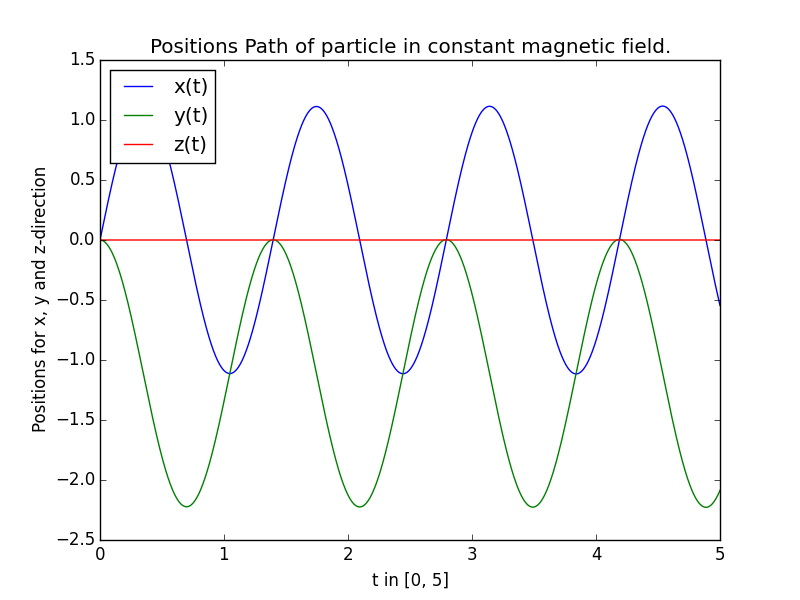 Positions Path of particle in constant magnetic field.
x(t)
y(t)
z(t)
Positions for x, y and z-direction
1.5
1.0
0.5
0.0
−0.5
−1.0
−1.5
−2.0
−2.5
0 1 2 3 4 5
t in [0, 5]